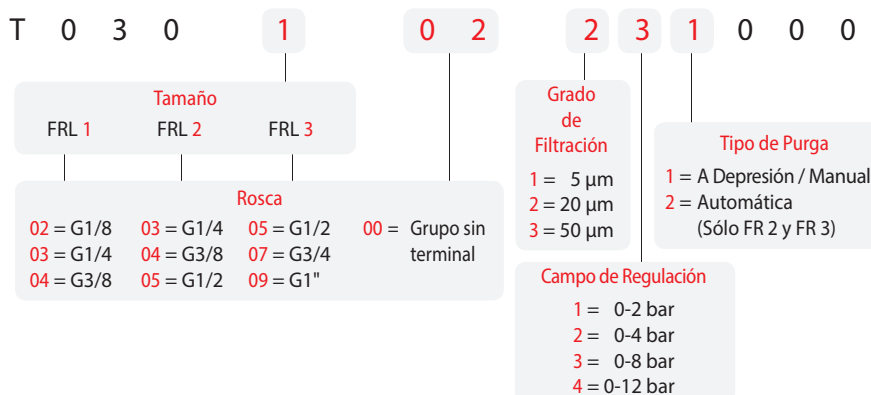 T 0 3 0 1 0 2 2 3 1 0 0 0
Tamaño
FRL 1 FRL 2 FRL 3
Rosca
02 = G1/8 03 = G1/4 05 = G1/2 00 = Grupo sin
03 = G1/4 04 = G3/8 07 = G3/4 terminal
04 = G3/8 05 = G1/2 09 = G1"
Grado
de
Filtración
1 = 5 µm
2 = 20 µm
3 = 50 µm
Tipo de Purga
1 = A Depresión / Manual
2 = Automática
(Sólo FR 2 y FR 3)
Campo de Regulación
1 = 0-2 bar
2 = 0-4 bar
3 = 0-8 bar
4 = 0-12 bar